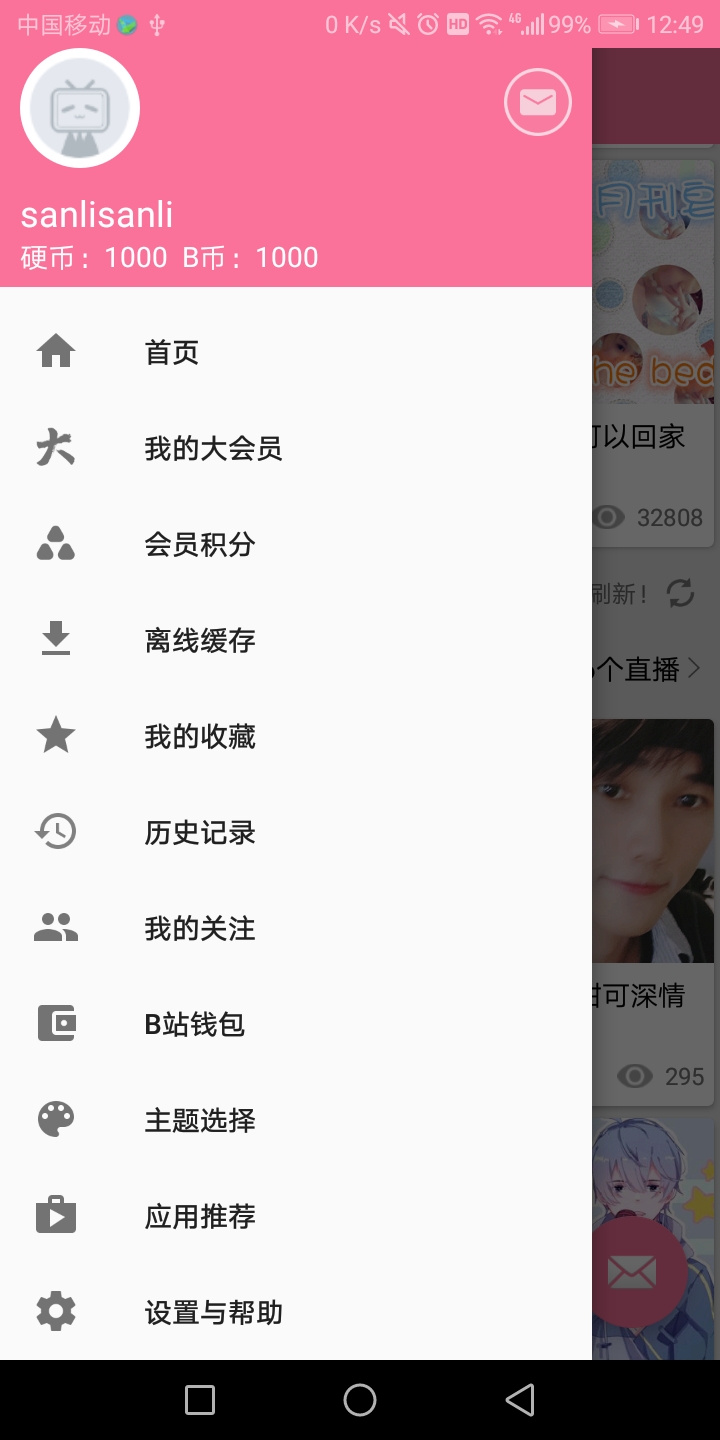 中国移动 0 K/s HD 4G 99% 12:49
sanlisanli
硬币：1000 B币：1000
首页
我的大会员
会员积分
离线缓存
我的收藏
历史记录
我的关注
B站钱包
主题选择
应用推荐
设置与帮助
月刊
he bed
可以回家
32808
刷新！
个直播
可深情
295